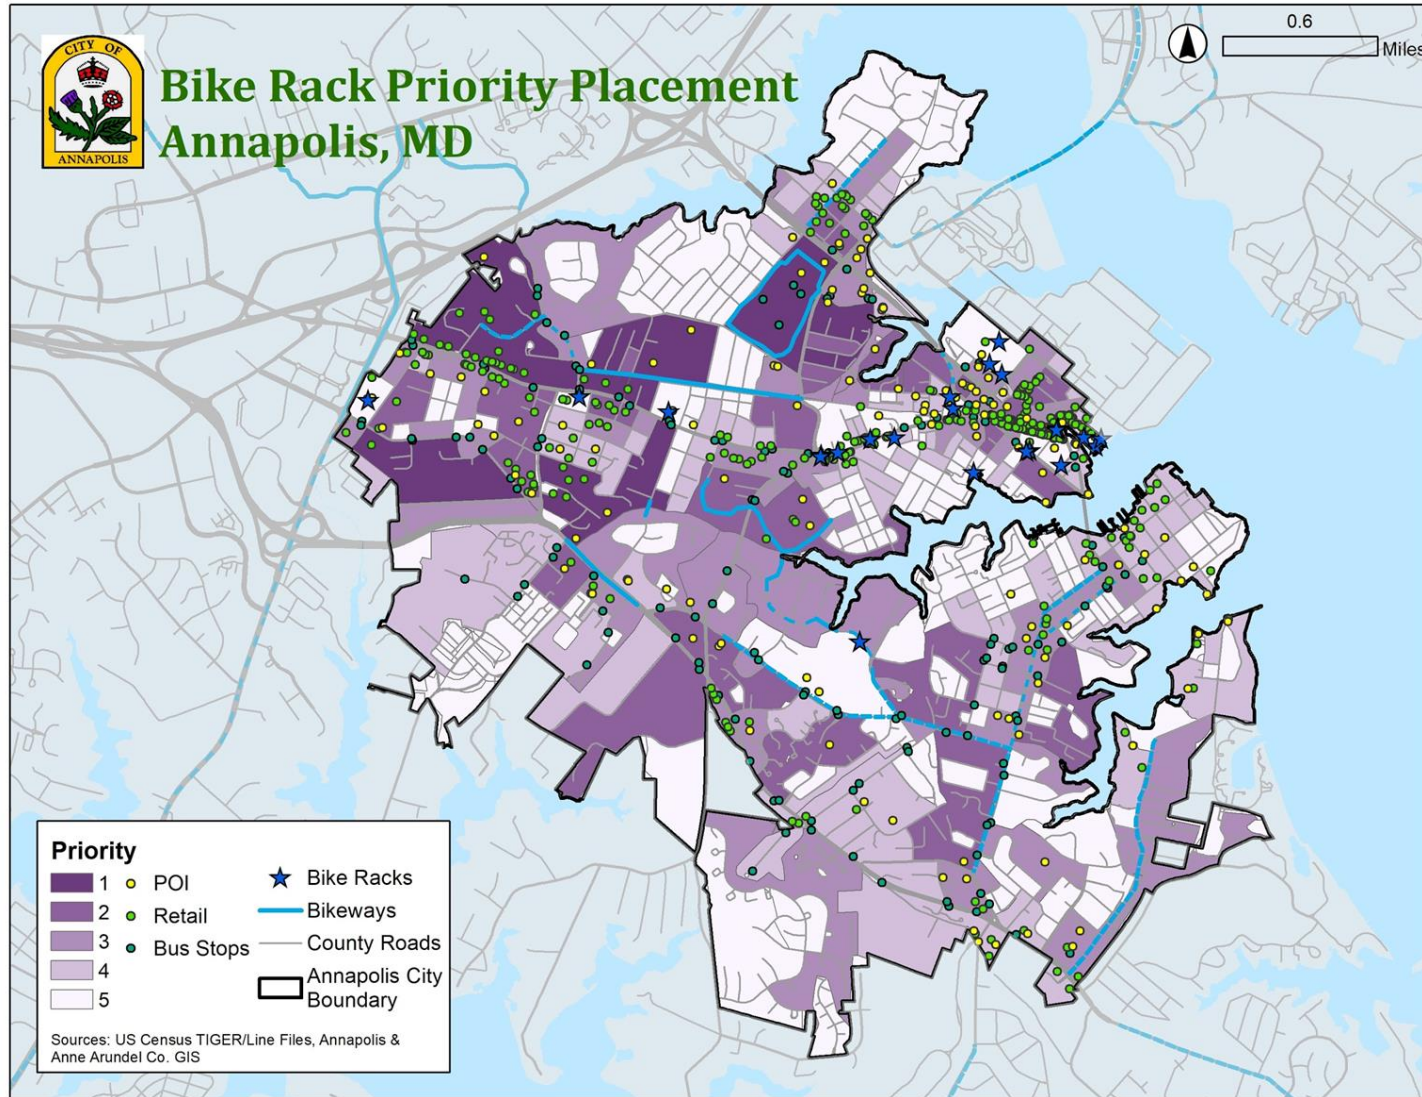 CITY OF
ANNAPOLIS
Bike Rack Priority Placement
Annapolis, MD
0.6
Miles
Priority
1
2
3
4
5
POI
Retail
Bus Stops
Bike Racks
Bikeways
County Roads
Annapolis City
Boundary
Sources: US Census TIGER/Line Files, Annapolis &
Anne Arundel Co. GIS